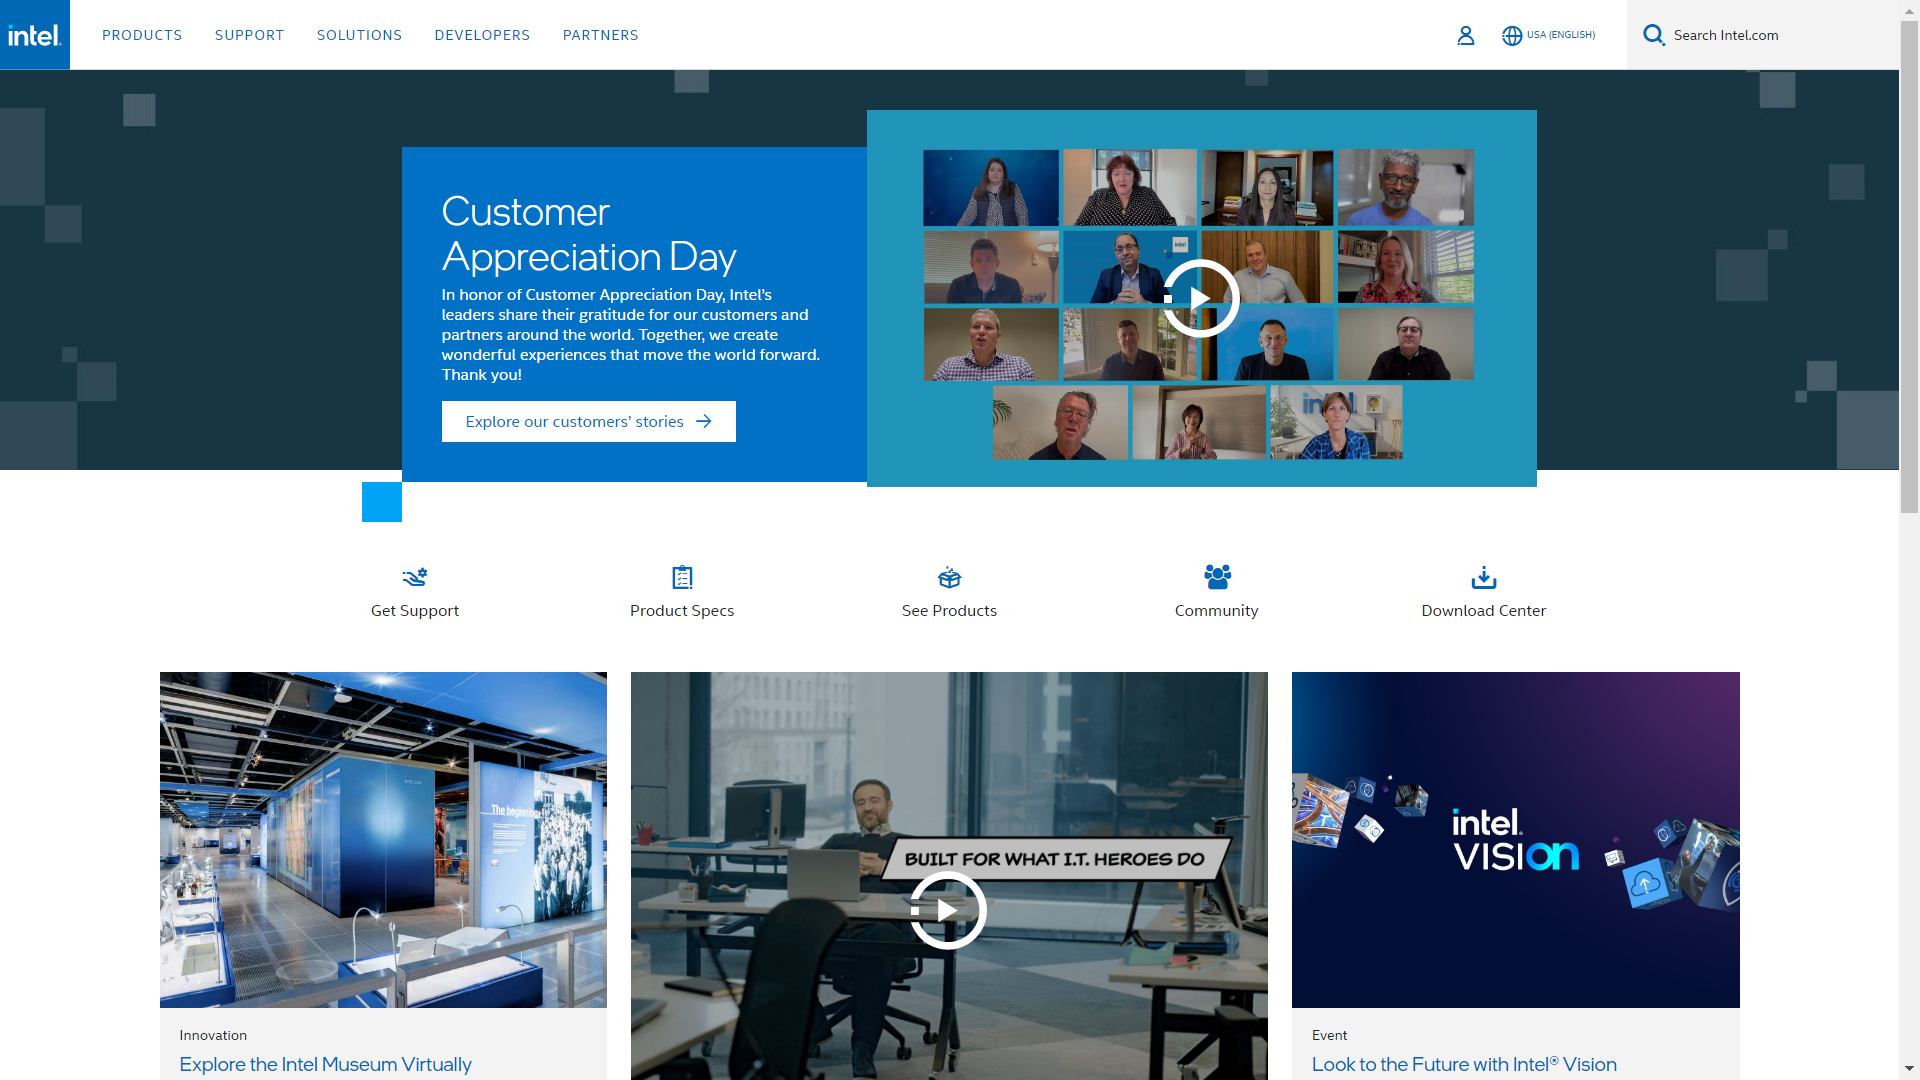 intel.
PRODUCTS
SUPPORT
SOLUTIONS
DEVELOPERS
PARTNERS
USA (ENGLISH)
Search Intel.com
Customer
Appreciation Day
In honor of Customer Appreciation Day, Intel’s
leaders share their gratitude for our customers and
partners around the world. Together, we create
wonderful experiences that move the world forward.
Thank you!
Explore our customers’ stories
intel
Get Support
Product Specs
See Products
Community
Download Center
The beginning
BUILT FOR WHAT I.T. HEROES DO
intel.
VISION
Innovation
Explore the Intel Museum Virtually
Event
Look to the Future with Intel® Vision